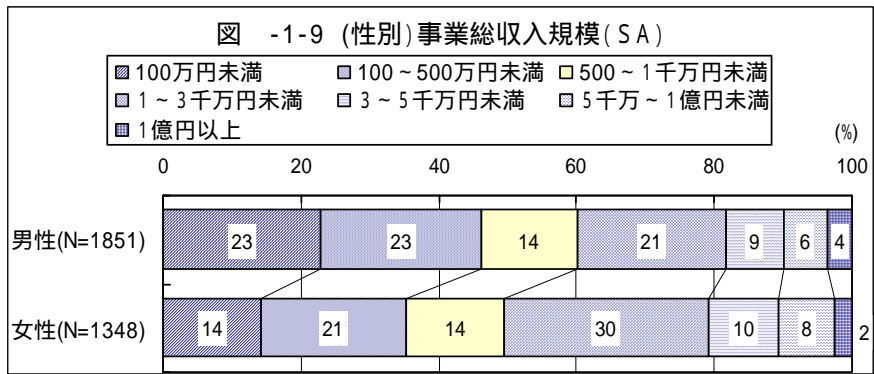 図　-1-9 (性別)事業総収入規模(SA)
100万円未満 100～500万円未満 500～1千万円未満
1～3千万円未満 3～5千万円未満 5千万～1億円未満
1億円以上
(%)
0 20 40 60 80 100
男性(N=1851) 23 23 14 21 9 6 4
女性(N=1348) 14 21 14 30 10 8 2